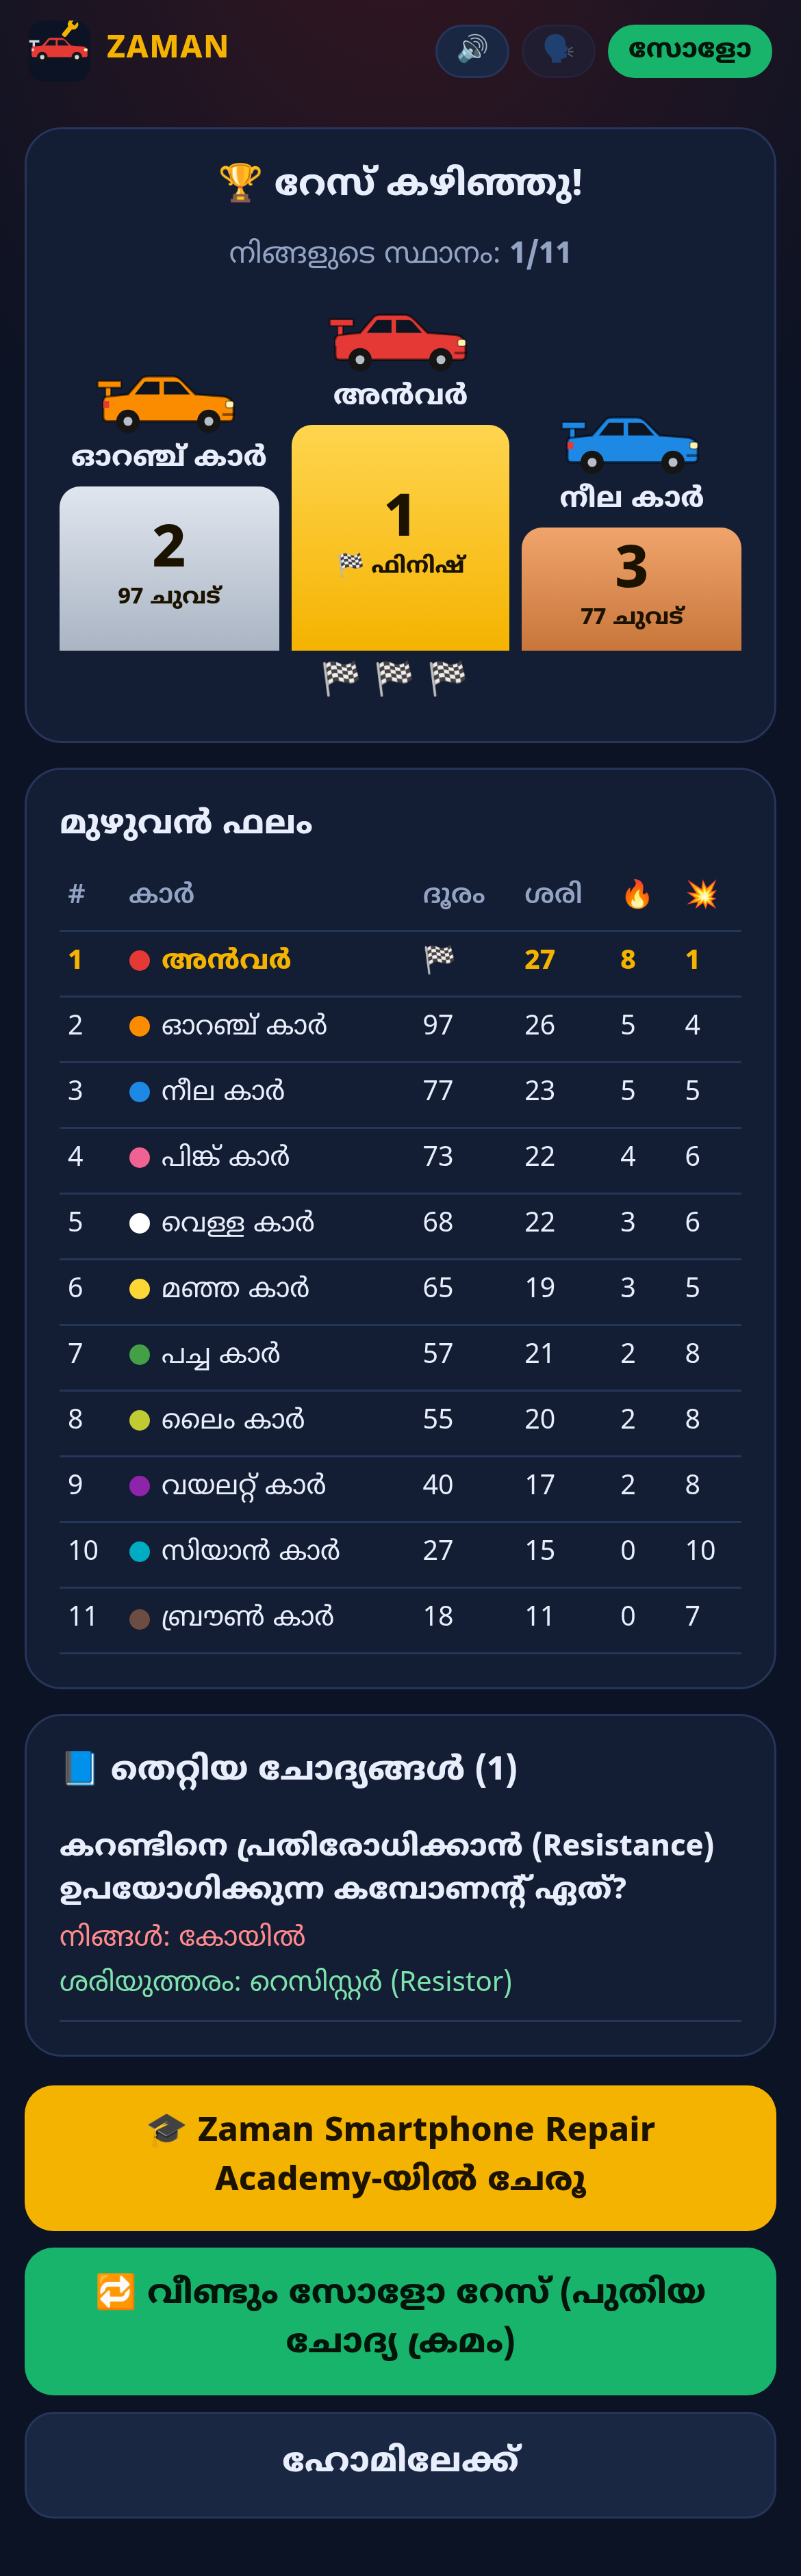 ZAMAN
സോളോ
🏆 റേസ് കഴിഞ്ഞു!
നിങ്ങളുടെ സ്ഥാനം: 1/11
അൻവർ
ഓറഞ്ച് കാർ
നീല കാർ
1
🏁 ഫിനിഷ്
2
97 ചുവട്
3
77 ചുവട്
🏁 🏁 🏁
മുഴുവൻ ഫലം
# കാർ ദൂരം ശരി 🔥 💥
1 അൻവർ 🏁 27 8 1
2 ഓറഞ്ച് കാർ 97 26 5 4
3 നീല കാർ 77 23 5 5
4 പിങ്ക് കാർ 73 22 4 6
5 വെള്ള കാർ 68 22 3 6
6 മഞ്ഞ കാർ 65 19 3 5
7 പച്ച കാർ 57 21 2 8
8 ലൈം കാർ 55 20 2 8
9 വയലറ്റ് കാർ 40 17 2 8
10 സിയാൻ കാർ 27 15 0 10
11 ബ്രൗൺ കാർ 18 11 0 7
📘 തെറ്റിയ ചോദ്യങ്ങൾ (1)
കറണ്ടിനെ പ്രതിരോധിക്കാൻ (Resistance)
ഉപയോഗിക്കുന്ന കമ്പോണന്റ് ഏത്?
നിങ്ങൾ: കോയിൽ
ശരിയുത്തരം: റെസിസ്റ്റർ (Resistor)
🎓 Zaman Smartphone Repair
Academy-യിൽ ചേരൂ
🔁 വീണ്ടും സോളോ റേസ് (പുതിയ
ചോദ്യ ക്രമം)
ഹോമിലേക്ക്